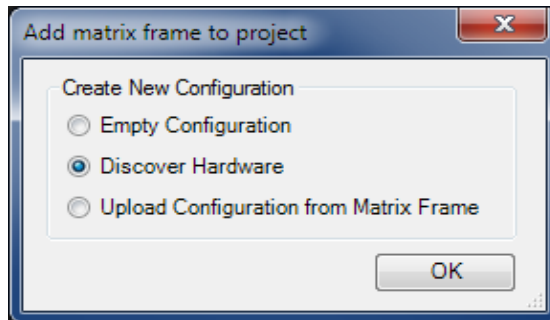 Add matrix frame to project
Create New Configuration
Empty Configuration
Discover Hardware
Upload Configuration from Matrix Frame
OK